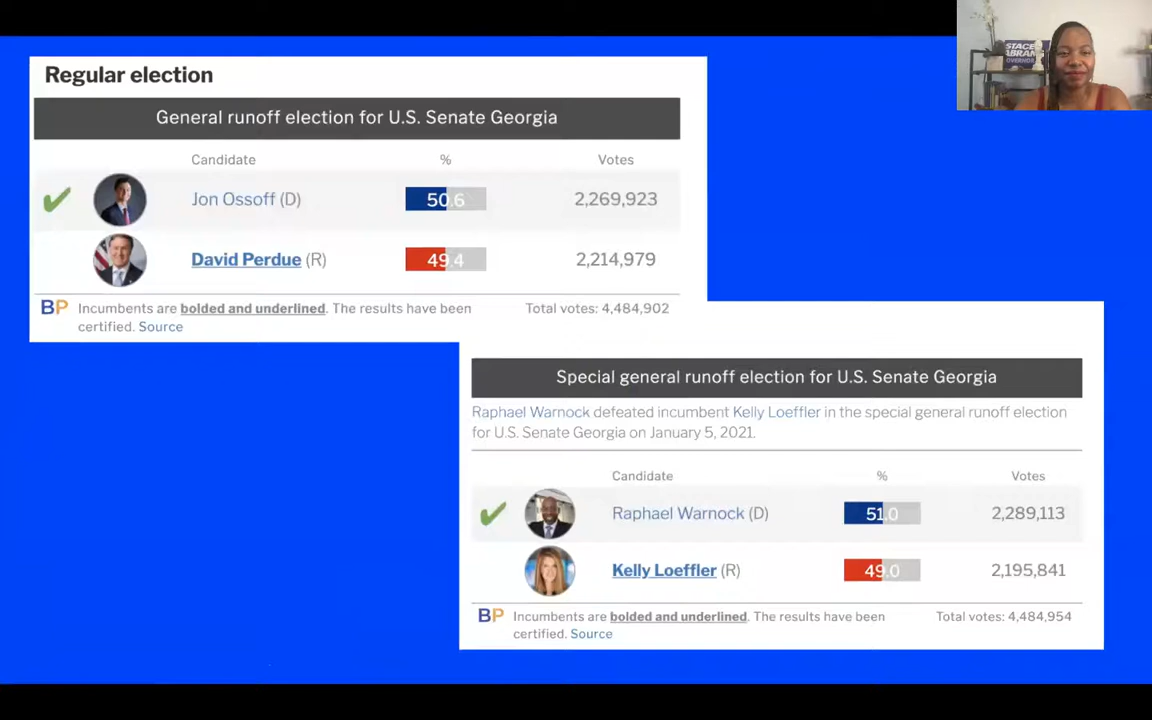 Regular election
General runoff election for U.S. Senate Georgia
Candidate % Votes
Jon Ossoff (D) 50.6 2,269,923
David Perdue (R) 49.4 2,214,979
BP Incumbents are bolded and underlined. The results have been Total votes: 4,484,902
certified. Source
Special general runoff election for U.S. Senate Georgia
Raphael Warnock defeated incumbent Kelly Loeffler in the special general runoff election
for U.S. Senate Georgia on January 5, 2021.
Candidate % Votes
Raphael Warnock (D) 51.0 2,289,113
Kelly Loeffler (R) 49.0 2,195,841
BP Incumbents are bolded and underlined. The results have been Total votes: 4,484,954
certified. Source
STACE
ABRAN
GOVERNOR